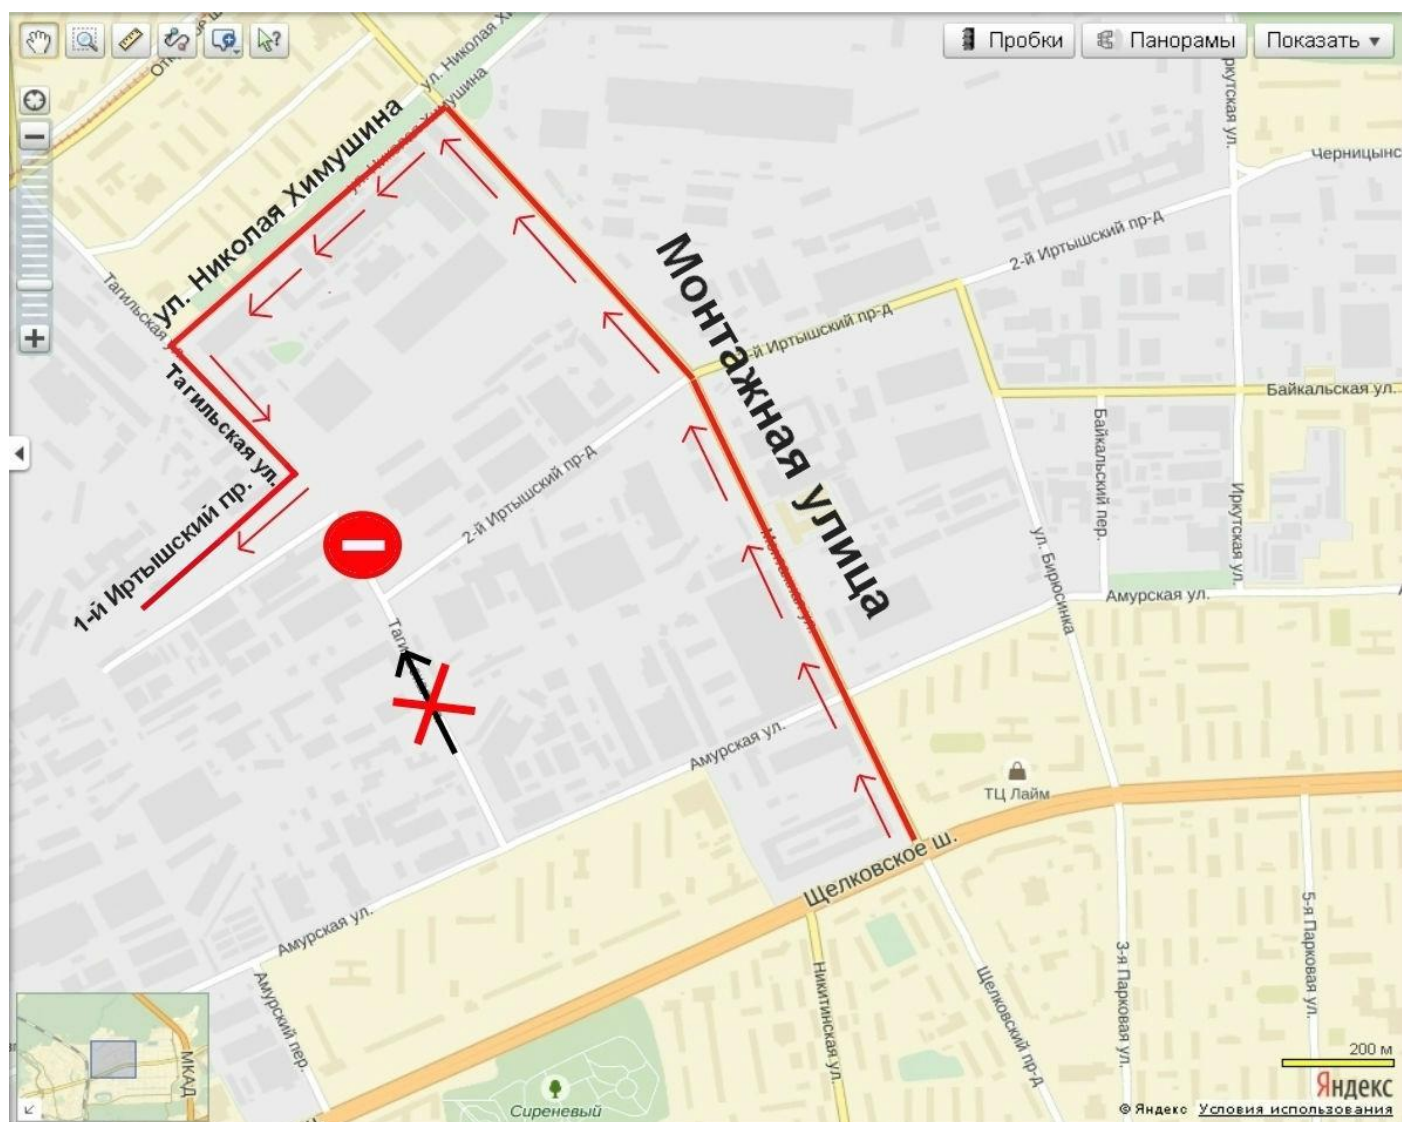 Пробки
Панорамы
Показать
ул. Николая Химушина
ул. Николая Химушина
Иркутская ул.
Черницынс
2-й Иртышский пр-д
Монтажная улица
Тагильская ул.
Тагильская ул.
1-й Иртышский пр.
2-й Иртышский пр-д
2-й Иртышский пр-д
Байкальская ул.
Байкальский пер.
Иркутская ул.
ул. Бирюсинка
Амурская ул.
Монтажная ул.
Амурская ул.
ТЦ Лайм
Щелковское ш.
Амурская ул.
Амурский пер.
Никитинская ул.
Щелковский пр-д
3-я Парковая ул.
5-я Парковая ул.
Сиреневый
МКАД
200 м
Яндекс
© Яндекс Условия использования